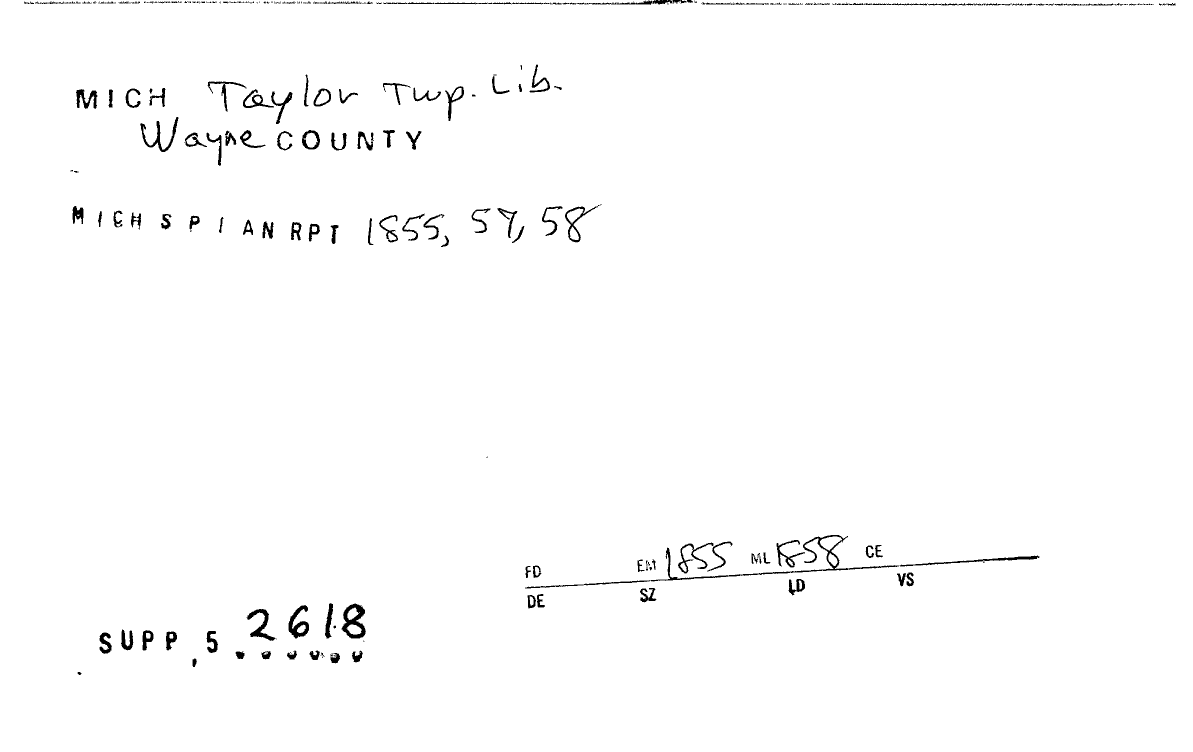 MICH Taylor Twp. Lib.
Wayne COUNTY
MICH SPI AN RPT 1855, 57, 58
FD EM 1855 ML 1858 CE
DE SZ LD VS
SUPP, 5 2618